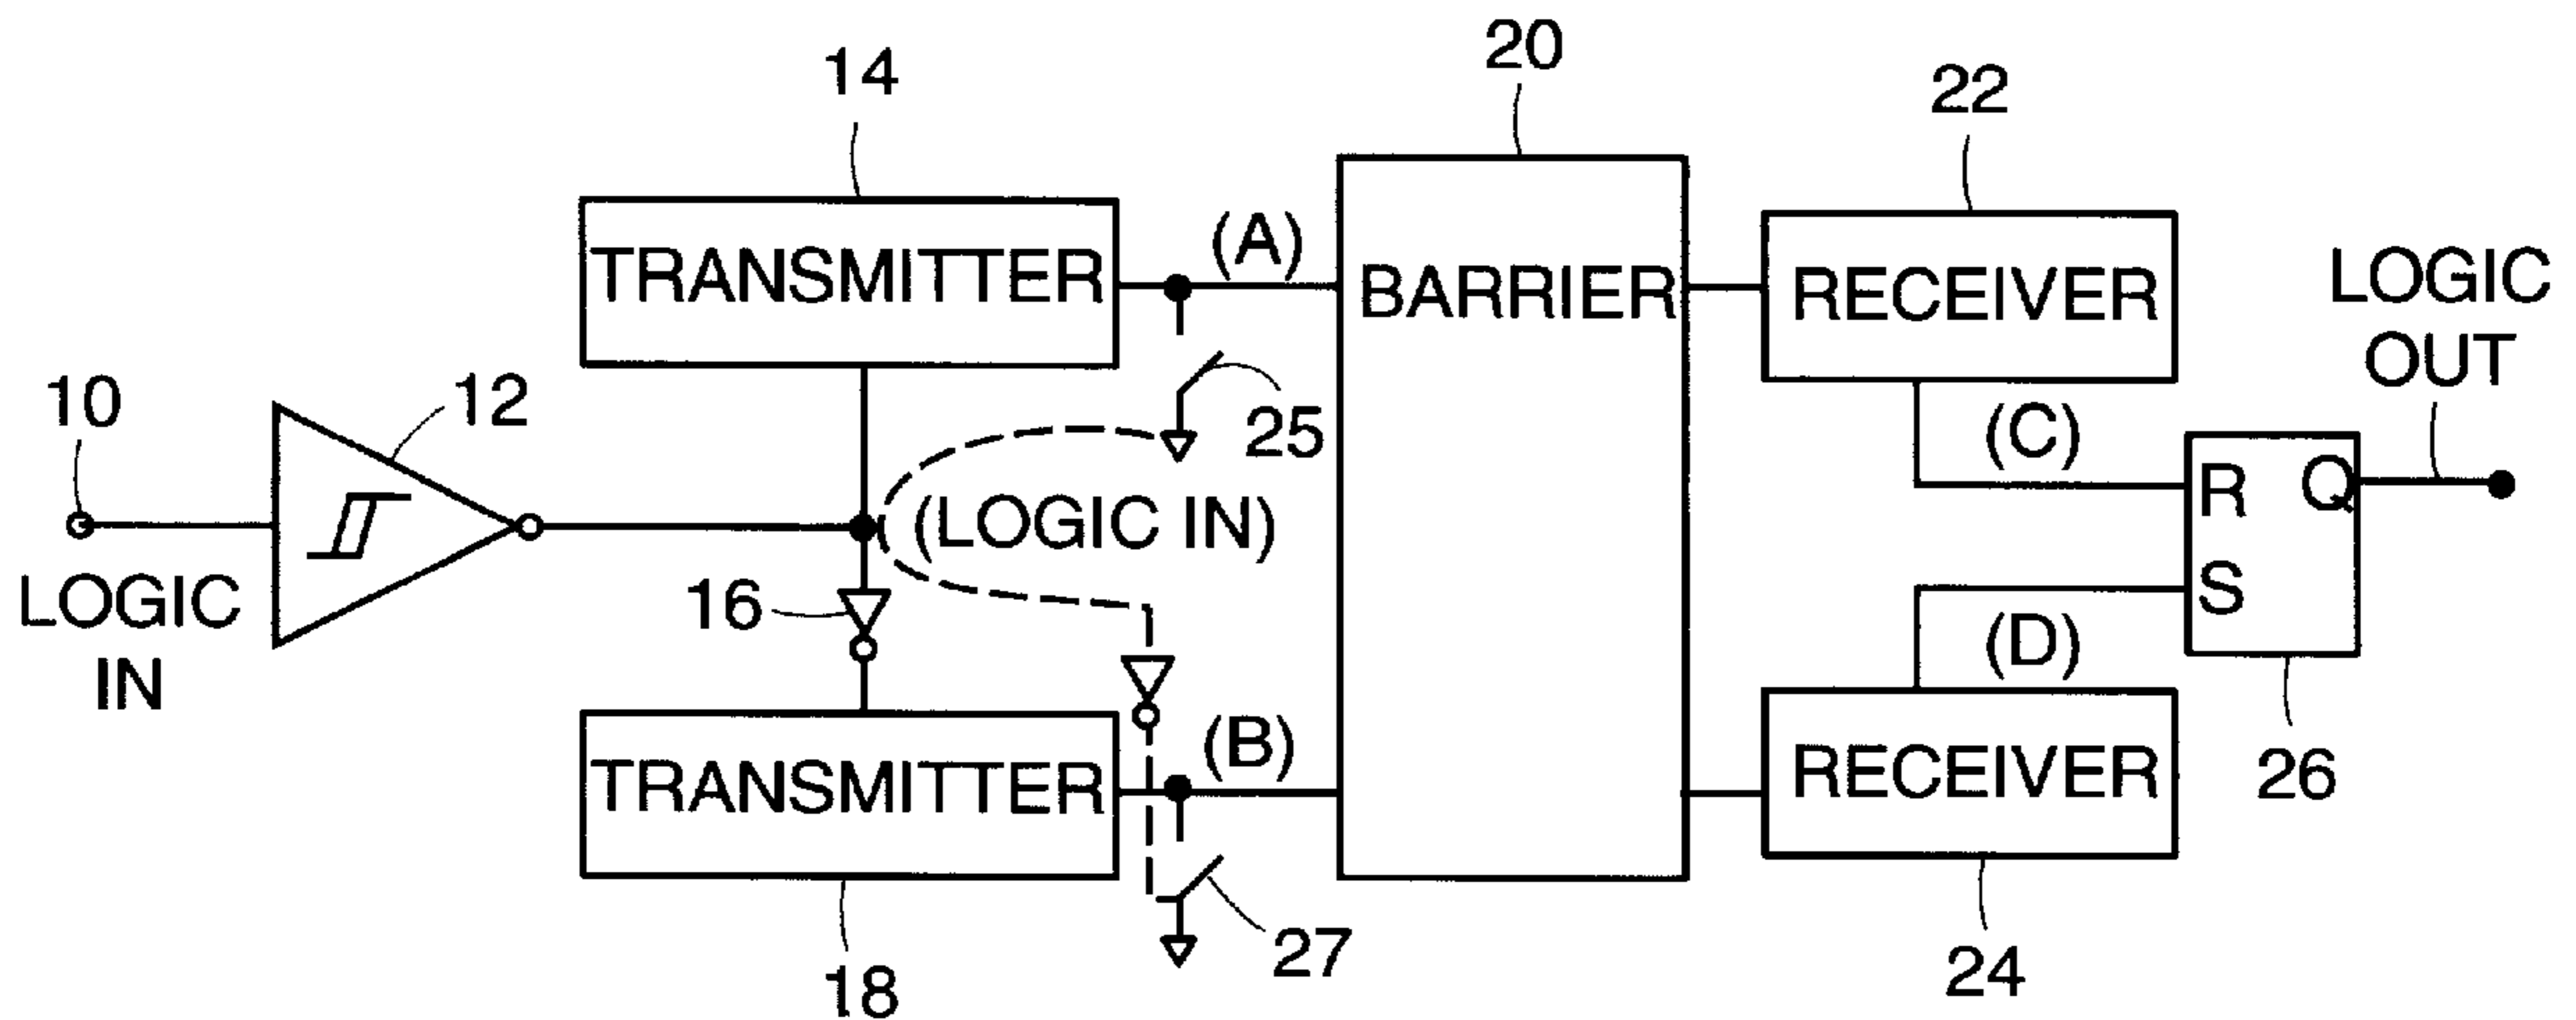 14
20
22
TRANSMITTER
(A)
BARRIER
RECEIVER
LOGIC
OUT
10
12
25
(C)
R
Q
(LOGIC IN)
LOGIC
IN
16
S
(D)
TRANSMITTER
(B)
RECEIVER
26
18
27
24